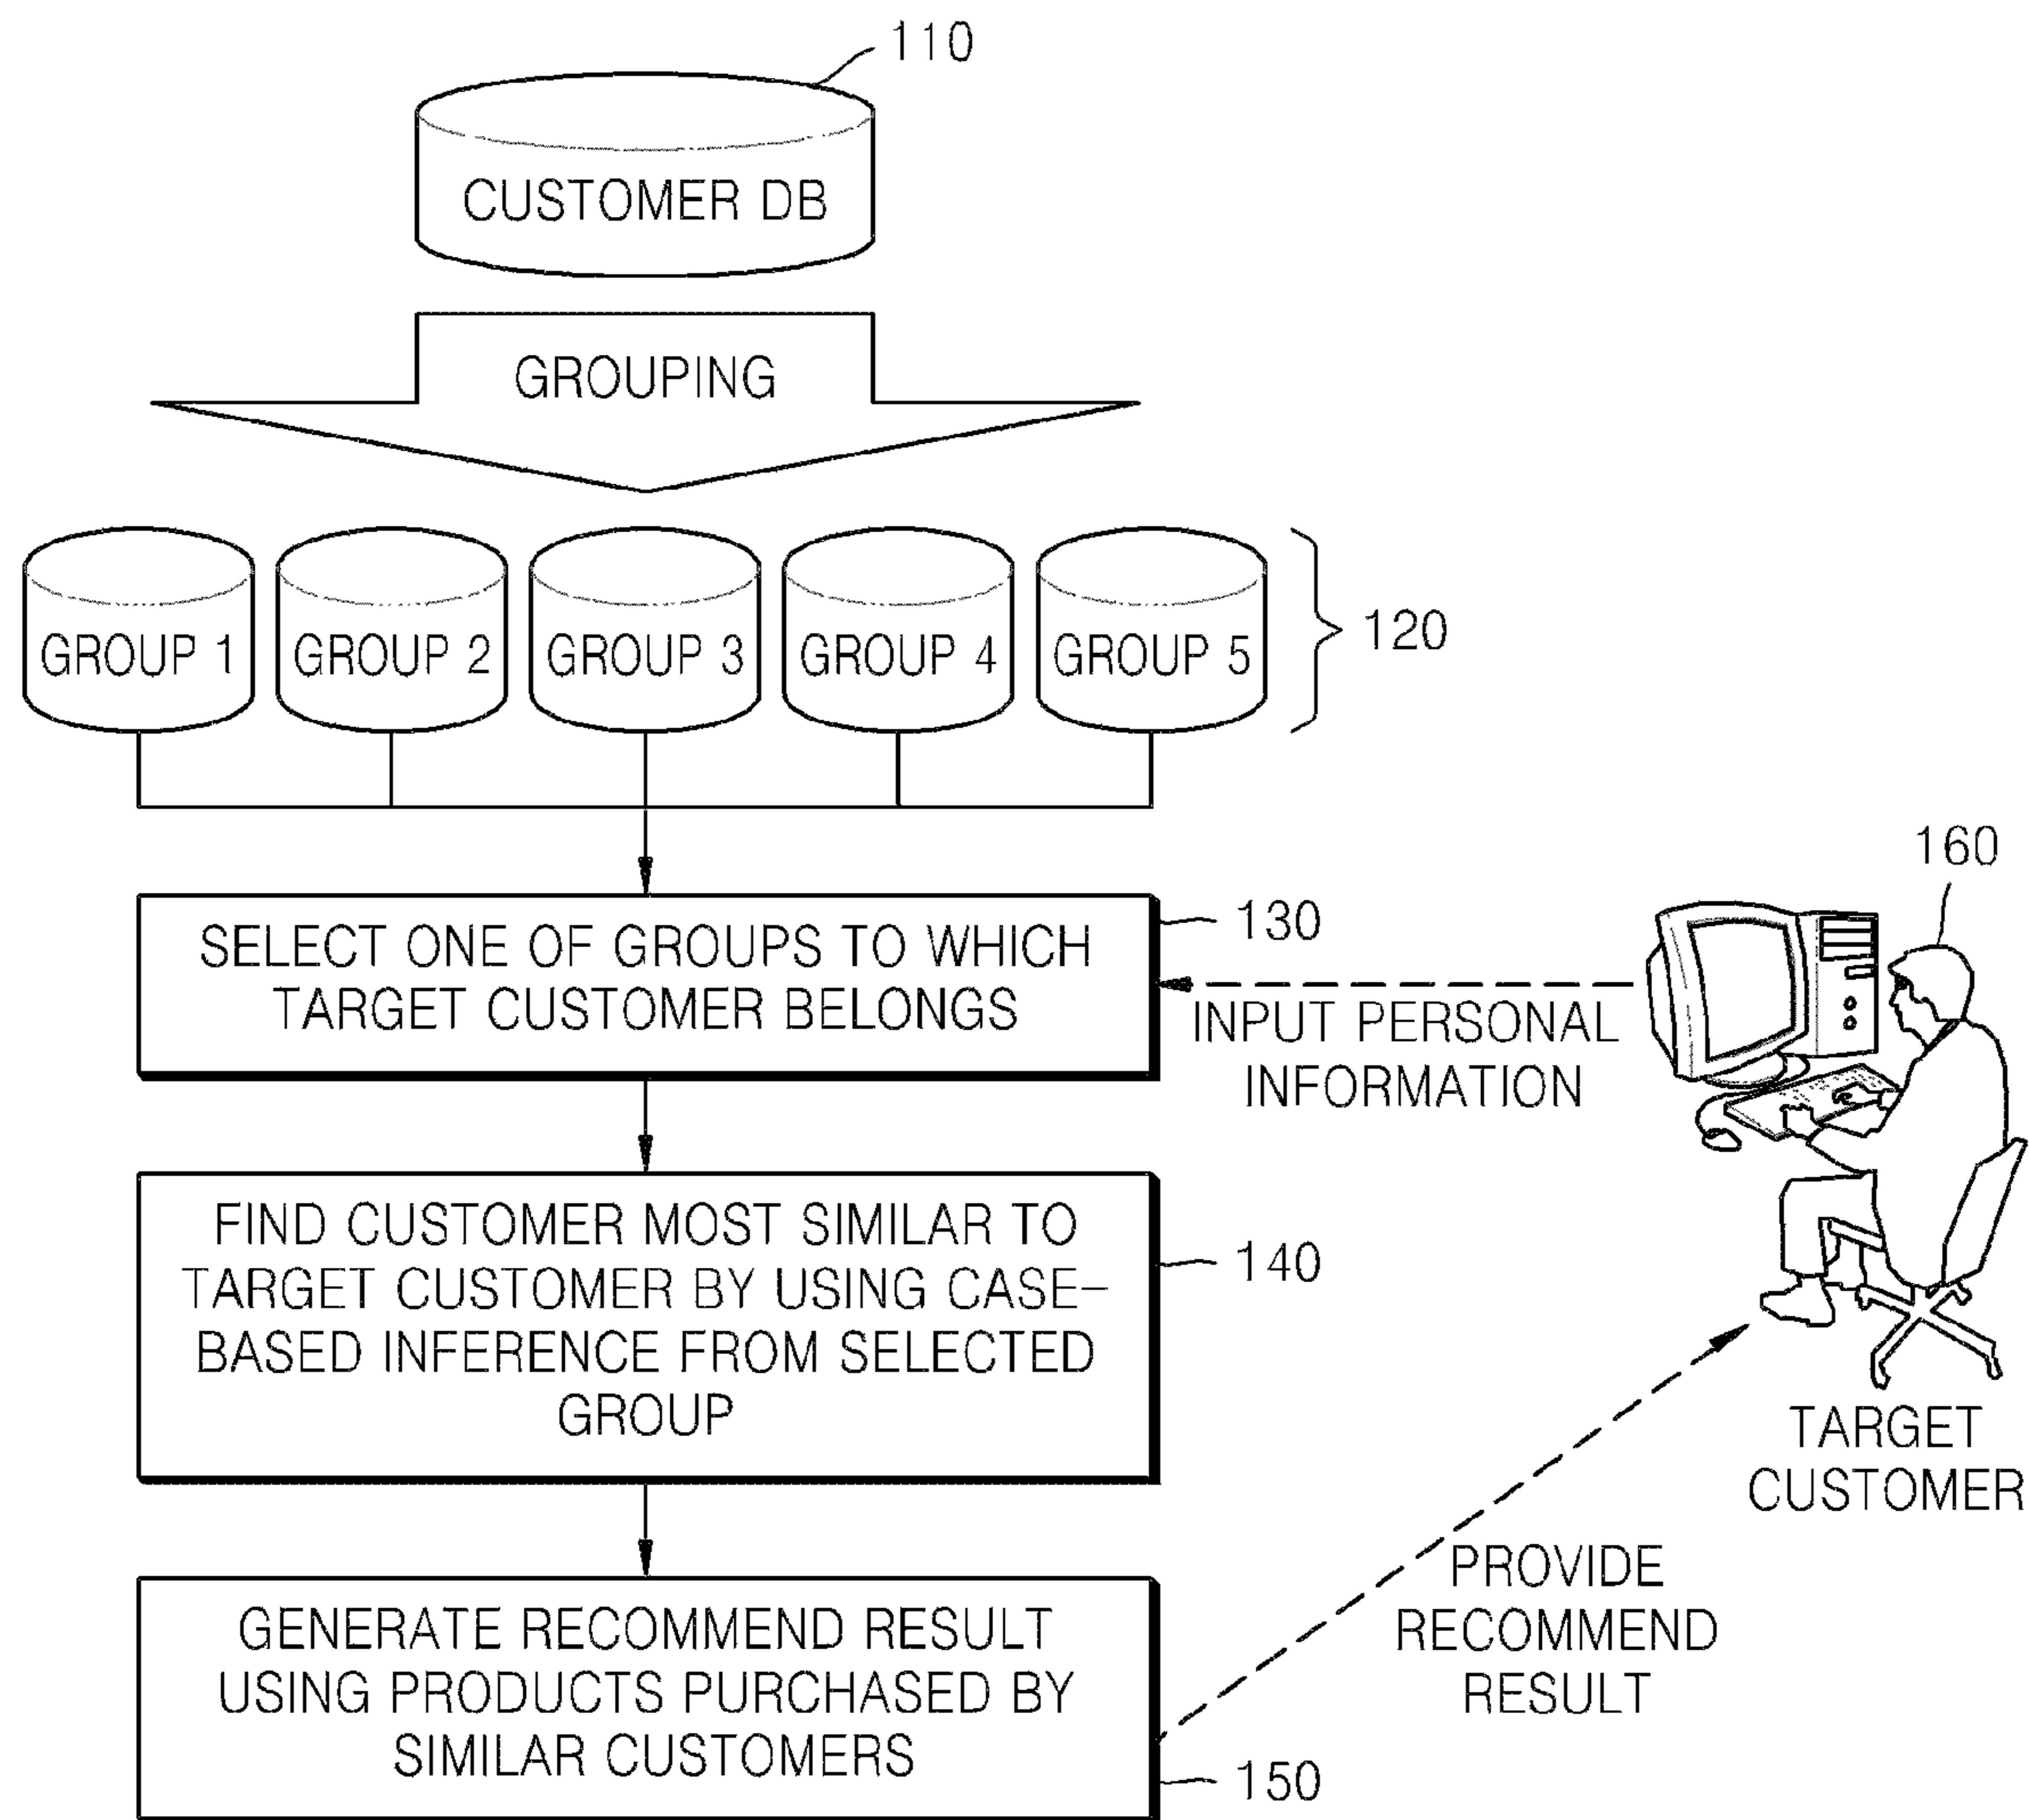 110
CUSTOMER DB
GROUPING
GROUP 1
GROUP 2
GROUP 3
GROUP 4
GROUP 5
120
160
130
SELECT ONE OF GROUPS TO WHICH
TARGET CUSTOMER BELONGS
INPUT PERSONAL
INFORMATION
FIND CUSTOMER MOST SIMILAR TO
TARGET CUSTOMER BY USING CASE-
BASED INFERENCE FROM SELECTED
GROUP
140
TARGET
CUSTOMER
PROVIDE
RECOMMEND
RESULT
GENERATE RECOMMEND RESULT
USING PRODUCTS PURCHASED BY
SIMILAR CUSTOMERS
150